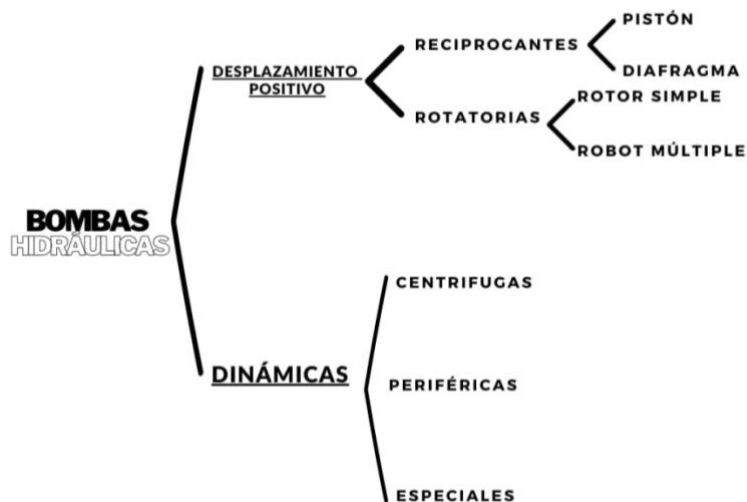 PISTÓN
RECIPROCANTES
DIAFRAGMA
DESPLAZAMIENTO
POSITIVO
ROTOR SIMPLE
ROTATORIAS
ROBOT MÚLTIPLE
BOMBAS
HIDRÁULICAS
CENTRIFUGAS
DINÁMICAS
PERIFÉRICAS
ESPECIALES